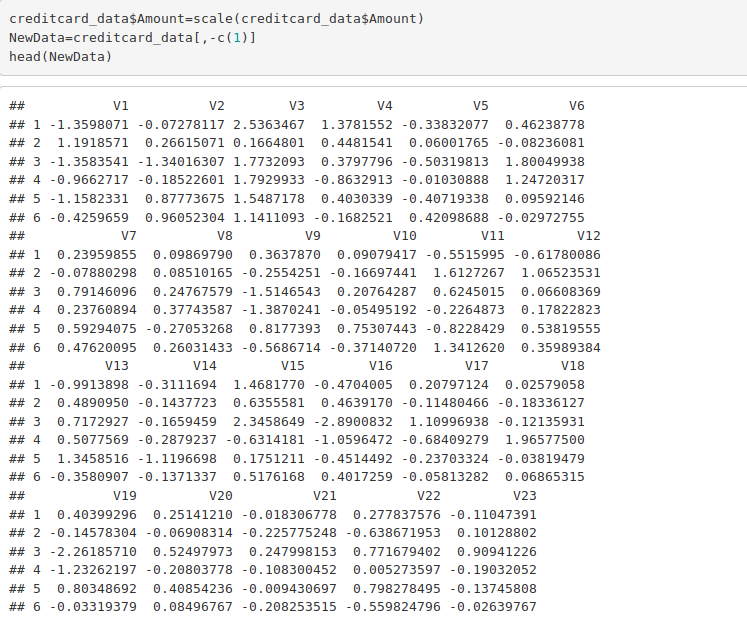 creditcard_data$Amount=scale(creditcard_data$Amount)
NewData=creditcard_data[,-c(1)]
head(NewData)
##           V1          V2        V3         V4          V5          V6
## 1 -1.3598071 -0.07278117 2.5363467  1.3781552 -0.33832077  0.46238778
## 2  1.1918571  0.26615071 0.1664801  0.4481541  0.06001765 -0.08236081
## 3 -1.3583541 -1.34016307 1.7732093  0.3797796 -0.50319813  1.80049938
## 4 -0.9662717 -0.18522601 1.7929933 -0.8632913 -0.01030888  1.24720317
## 5 -1.1582331  0.87773675 1.5487178  0.4030339 -0.40719338  0.09592146
## 6 -0.4259659  0.96052304 1.1411093 -0.1682521  0.42098688 -0.02972755
##            V7          V8         V9         V10        V11         V12
## 1  0.23959855  0.09869790  0.3637870  0.09079417 -0.5515995 -0.61780086
## 2 -0.07880298  0.08510165 -0.2554251 -0.16697441  1.6127267  1.06523531
## 3  0.79146096  0.24767579 -1.5146543  0.20764287  0.6245015  0.06608369
## 4  0.23760894  0.37743587 -1.3870241 -0.05495192 -0.2264873  0.17822823
## 5  0.59294075 -0.27053268  0.8177393  0.75307443 -0.8228429  0.53819555
## 6  0.47620095  0.26031433 -0.5686714 -0.37140720  1.3412620  0.35989384
##          V13        V14        V15        V16         V17         V18
## 1 -0.9913898 -0.3111694  1.4681770 -0.4704005  0.20797124  0.02579058
## 2  0.4890950 -0.1437723  0.6355581  0.4639170 -0.11480466 -0.18336127
## 3  0.7172927 -0.1659459  2.3458649 -2.8900832  1.10996938 -0.12135931
## 4  0.5077569 -0.2879237 -0.6314181 -1.0596472 -0.68409279  1.96577500
## 5  1.3458516 -1.1196698  0.1751211 -0.4514492 -0.23703324 -0.03819479
## 6 -0.3580907 -0.1371337  0.5176168  0.4017259 -0.05813282  0.06865315
##           V19         V20          V21          V22         V23
## 1  0.40399296  0.25141210 -0.018306778  0.277837576 -0.11047391
## 2 -0.14578304 -0.06908314 -0.225775248 -0.638671953  0.10128802
## 3 -2.26185710  0.52497973  0.247998153  0.771679402  0.90941226
## 4 -1.23262197 -0.20803778 -0.108300452  0.005273597 -0.19032052
## 5  0.80348692  0.40854236 -0.009430697  0.798278495 -0.13745808
## 6 -0.03319379  0.08496767 -0.208253515 -0.559824796 -0.02639767